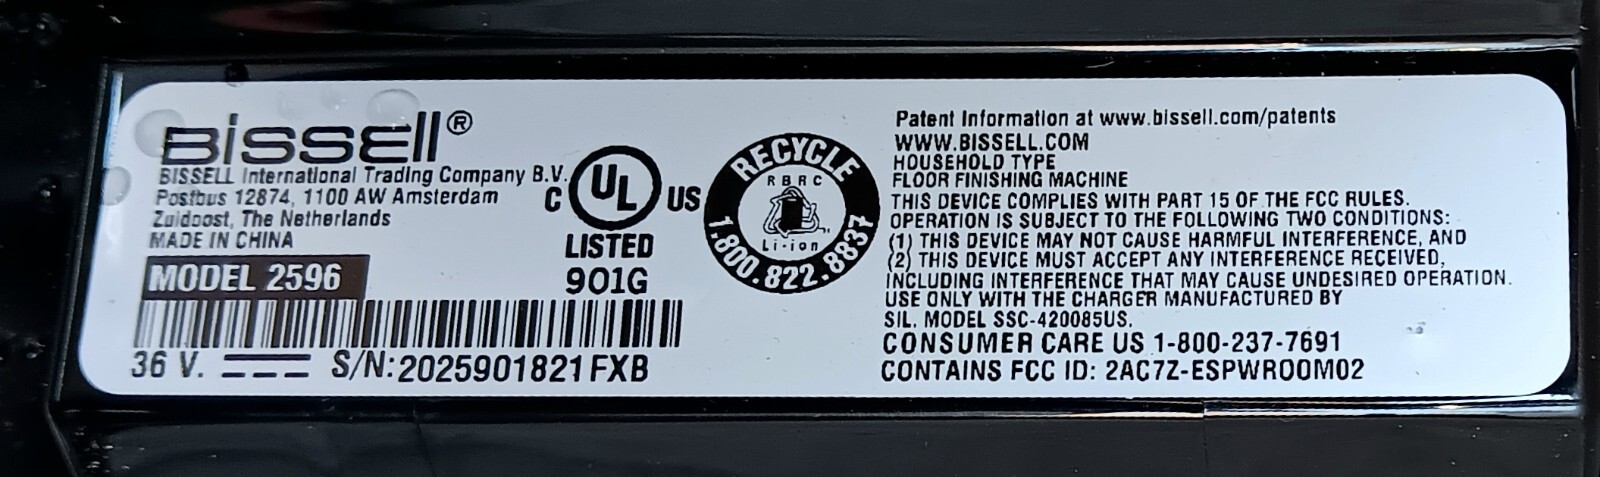 BISSELL®
BISSELL International Trading Company B.V.
Postbus 12874, 1100 AW Amsterdam
Zuidoost, The Netherlands
MADE IN CHINA
MODEL 2596
36 V. S/N:2025901821FXB
C UL US
LISTED
901G
RECYCLE
RBRC
Li-ion
1.800.822.8837
Patent Information at www.bissell.com/patents
WWW.BISSELL.COM
HOUSEHOLD TYPE
FLOOR FINISHING MACHINE
THIS DEVICE COMPLIES WITH PART 15 OF THE FCC RULES.
OPERATION IS SUBJECT TO THE FOLLOWING TWO CONDITIONS:
(1) THIS DEVICE MAY NOT CAUSE HARMFUL INTERFERENCE, AND
(2) THIS DEVICE MUST ACCEPT ANY INTERFERENCE RECEIVED,
INCLUDING INTERFERENCE THAT MAY CAUSE UNDESIRED OPERATION.
USE ONLY WITH THE CHARGER MANUFACTURED BY
SIL. MODEL SSC-420085US.
CONSUMER CARE US 1-800-237-7691
CONTAINS FCC ID: 2AC7Z-ESPWROOM02